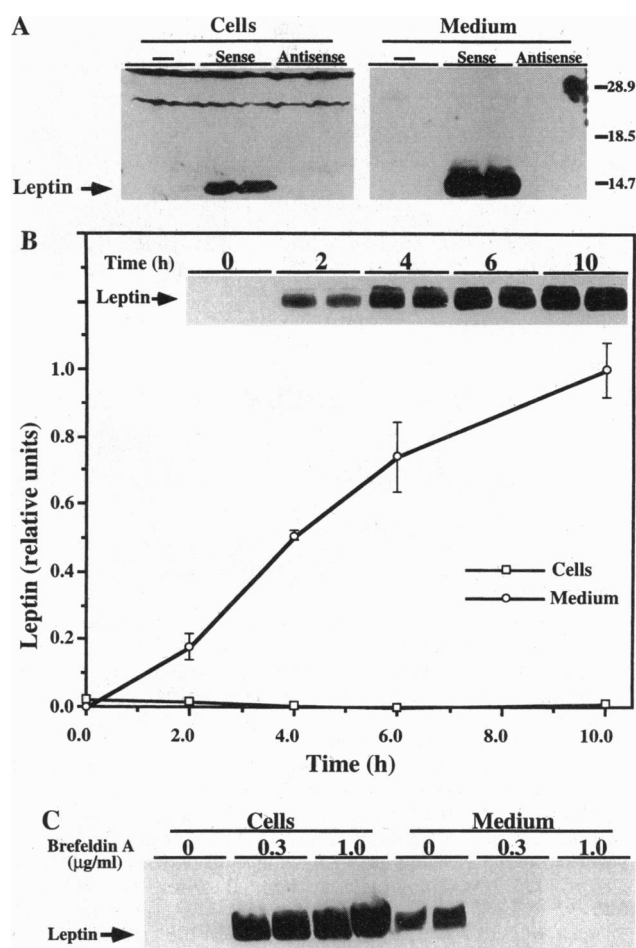 A
Cells Medium
— Sense Antisense — Sense Antisense
28.9
18.5
Leptin 14.7
B
Time (h) 0 2 4 6 10
Leptin
1.0
0.8
0.6
0.4
0.2
0.0
Leptin (relative units)
Cells
Medium
0.0 2.0 4.0 6.0 8.0 10.0
Time (h)
C
Cells Medium
Brefeldin A 0 0.3 1.0 0 0.3 1.0
(μg/ml)
Leptin